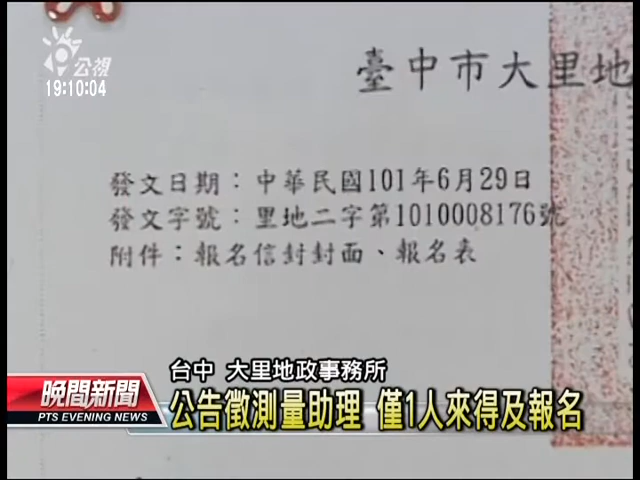 公視
19:10:04
臺中市大里地
發文日期：中華民國101年6月29日
發文字號：里地二字第1010008176號
附件：報名信封封面、報名表
台中 大里地政事務所
晚間新聞
PTS EVENING NEWS
公告徵測量助理 僅1人來得及報名